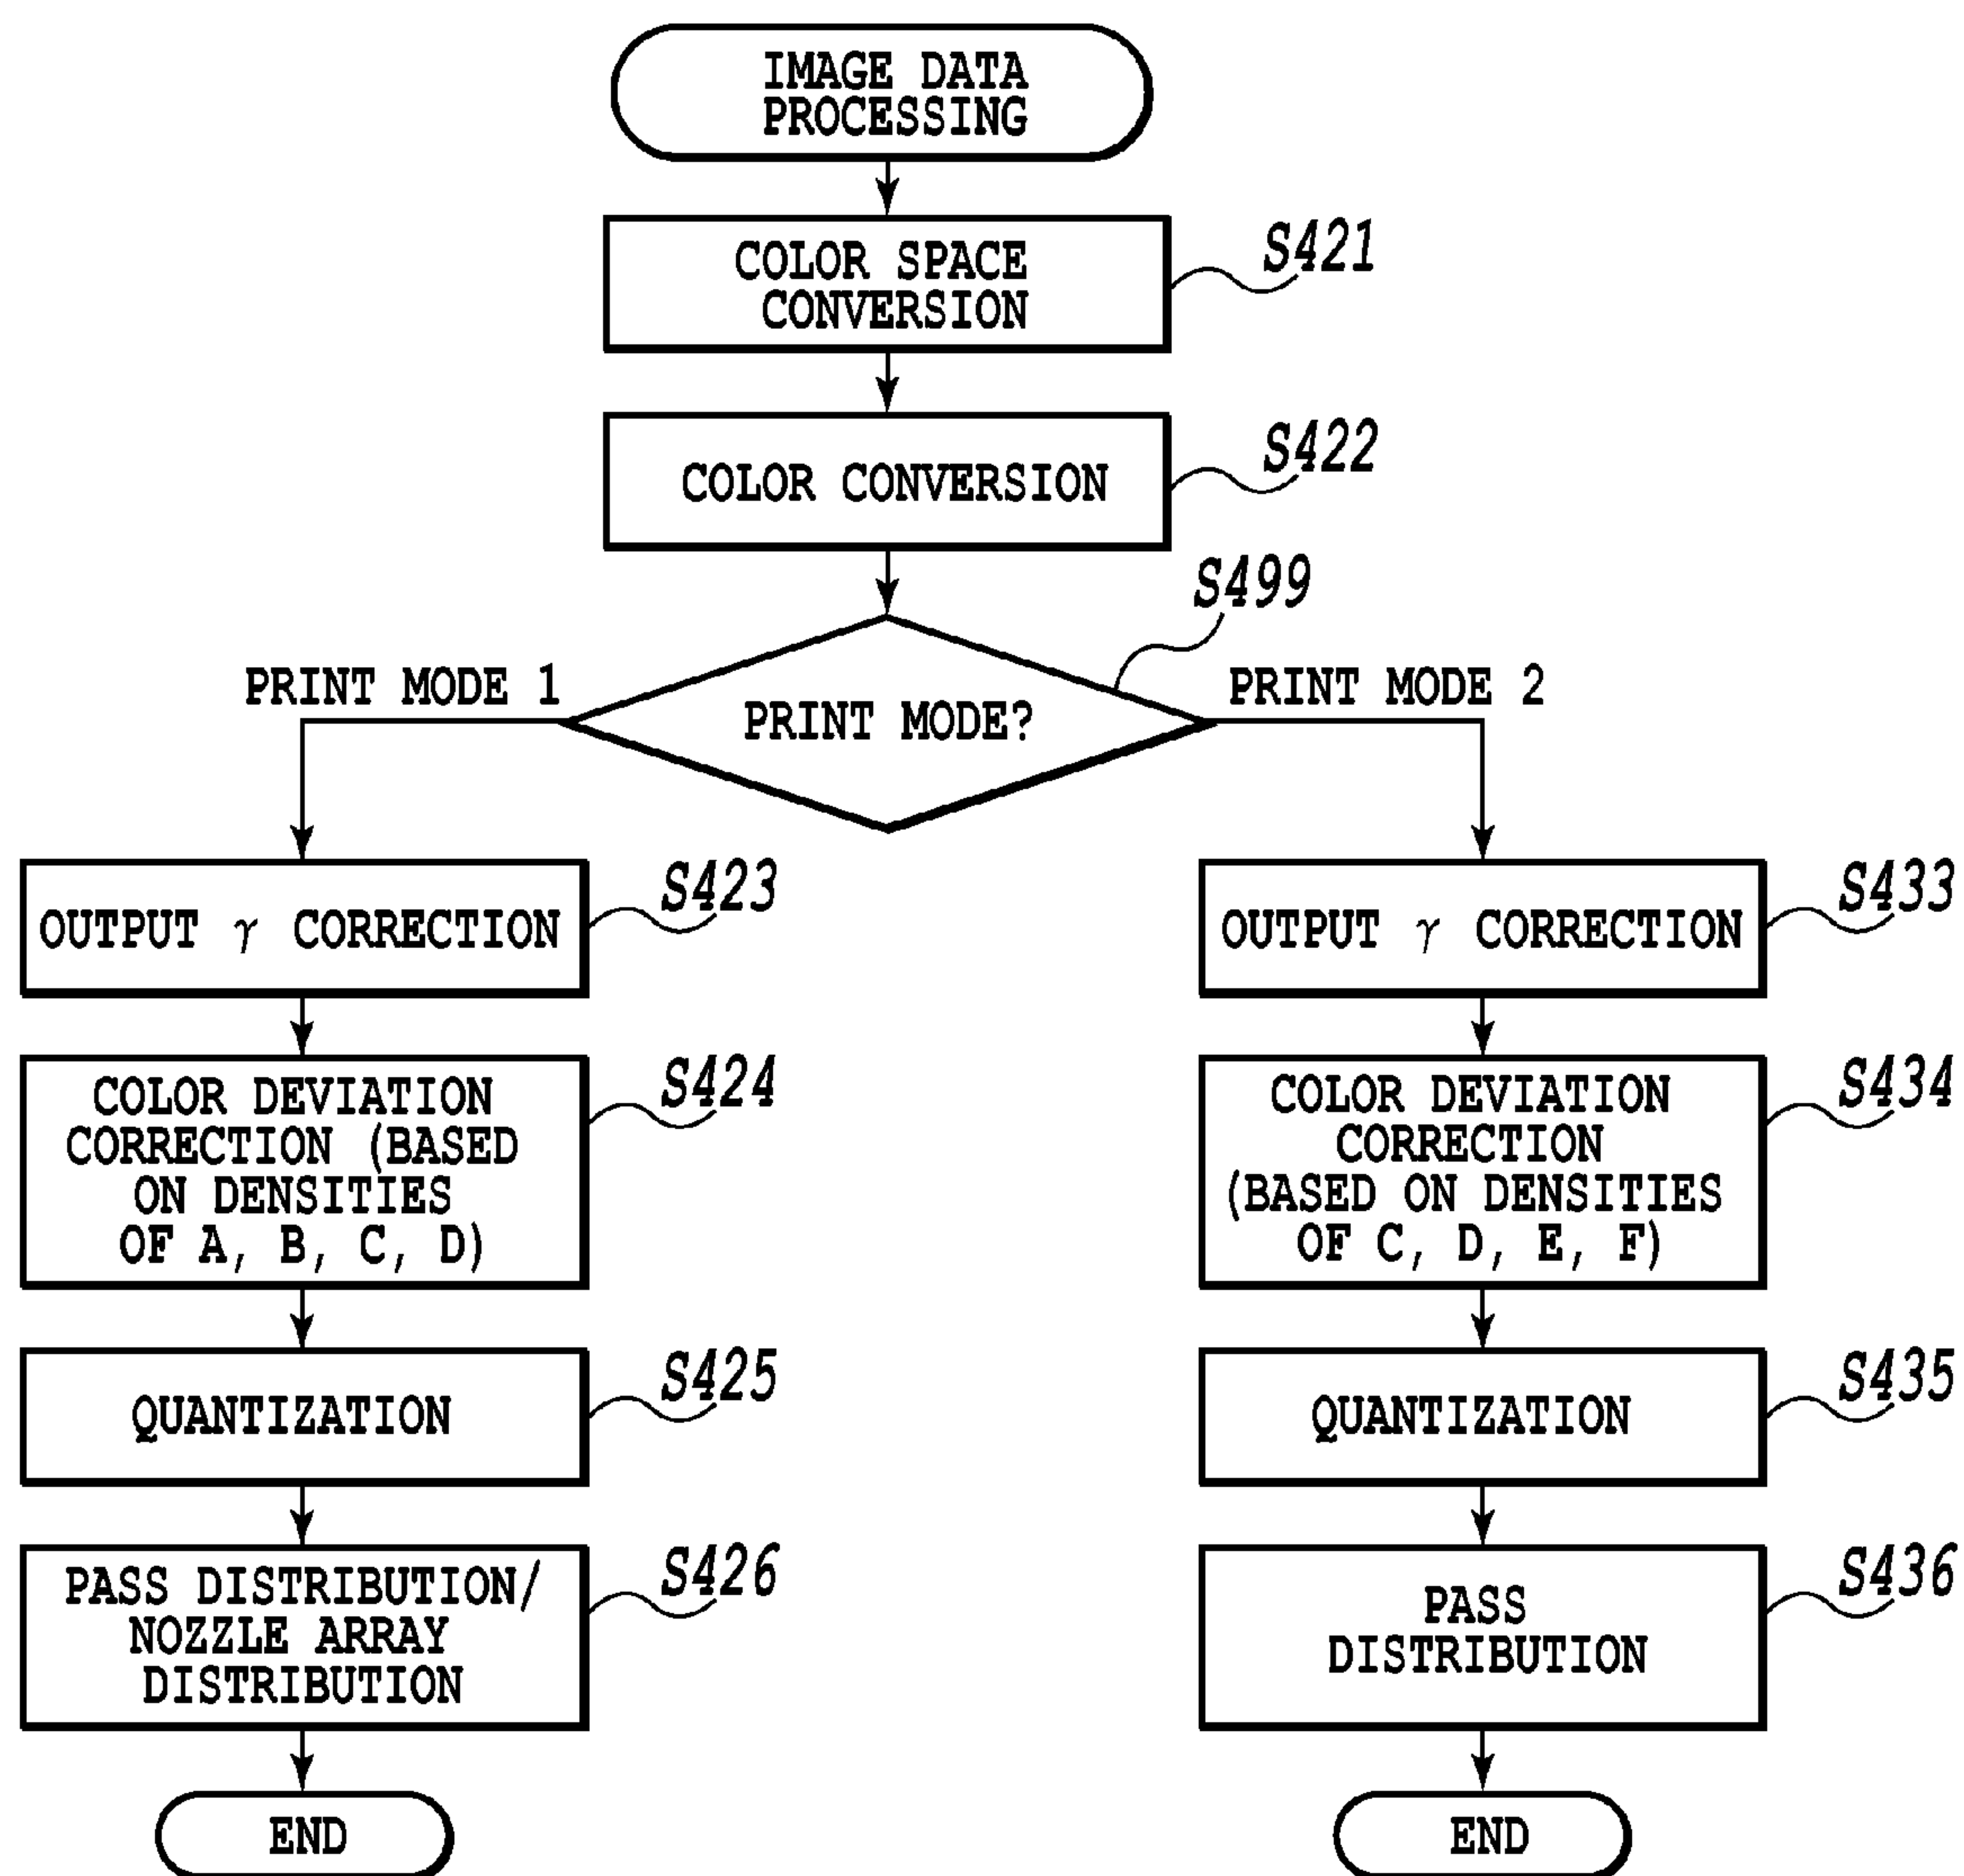 IMAGE DATA
PROCESSING
COLOR SPACE
CONVERSION
S421
COLOR CONVERSION
S422
S499
PRINT MODE 1
PRINT MODE?
PRINT MODE 2
OUTPUT γ CORRECTION
S423
COLOR DEVIATION
CORRECTION (BASED
ON DENSITIES
OF A, B, C, D)
S424
QUANTIZATION
S425
PASS DISTRIBUTION/
NOZZLE ARRAY
DISTRIBUTION
S426
END
OUTPUT γ CORRECTION
S433
COLOR DEVIATION
CORRECTION
(BASED ON DENSITIES
OF C, D, E, F)
S434
QUANTIZATION
S435
PASS
DISTRIBUTION
S436
END